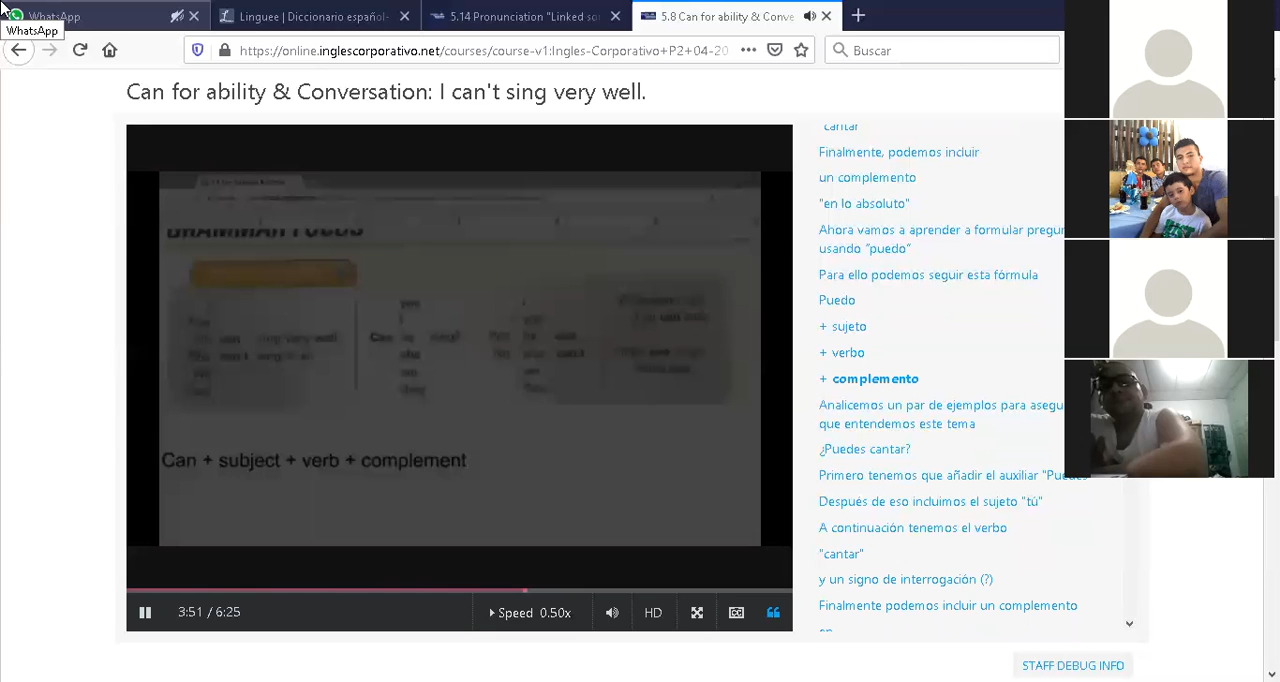 WhatsApp
Linguee | Diccionario español-
5.14 Pronunciation "Linked so
5.8 Can for ability & Conve
WhatsApp
https://online.inglescorporativo.net/courses/course-v1:Ingles-Corporativo+P2+04-20
Buscar
Can for ability & Conversation: I can't sing very well.
"cantar"
Finalmente, podemos incluir
un complemento
"en lo absoluto"
Ahora vamos a aprender a formular pregun
usando "puedo"
Para ello podemos seguir esta fórmula
Puedo
+ sujeto
+ verbo
+ complemento
Analicemos un par de ejemplos para asegu
que entendemos este tema
¿Puedes cantar?
Primero tenemos que añadir el auxiliar "Puedes
Después de eso incluimos el sujeto "tú"
A continuación tenemos el verbo
"cantar"
y un signo de interrogación (?)
Finalmente podemos incluir un complemento
GRAMMAR FOCUS
Can + subject + verb + complement
3:51 / 6:25
Speed 0.50x
HD
STAFF DEBUG INFO